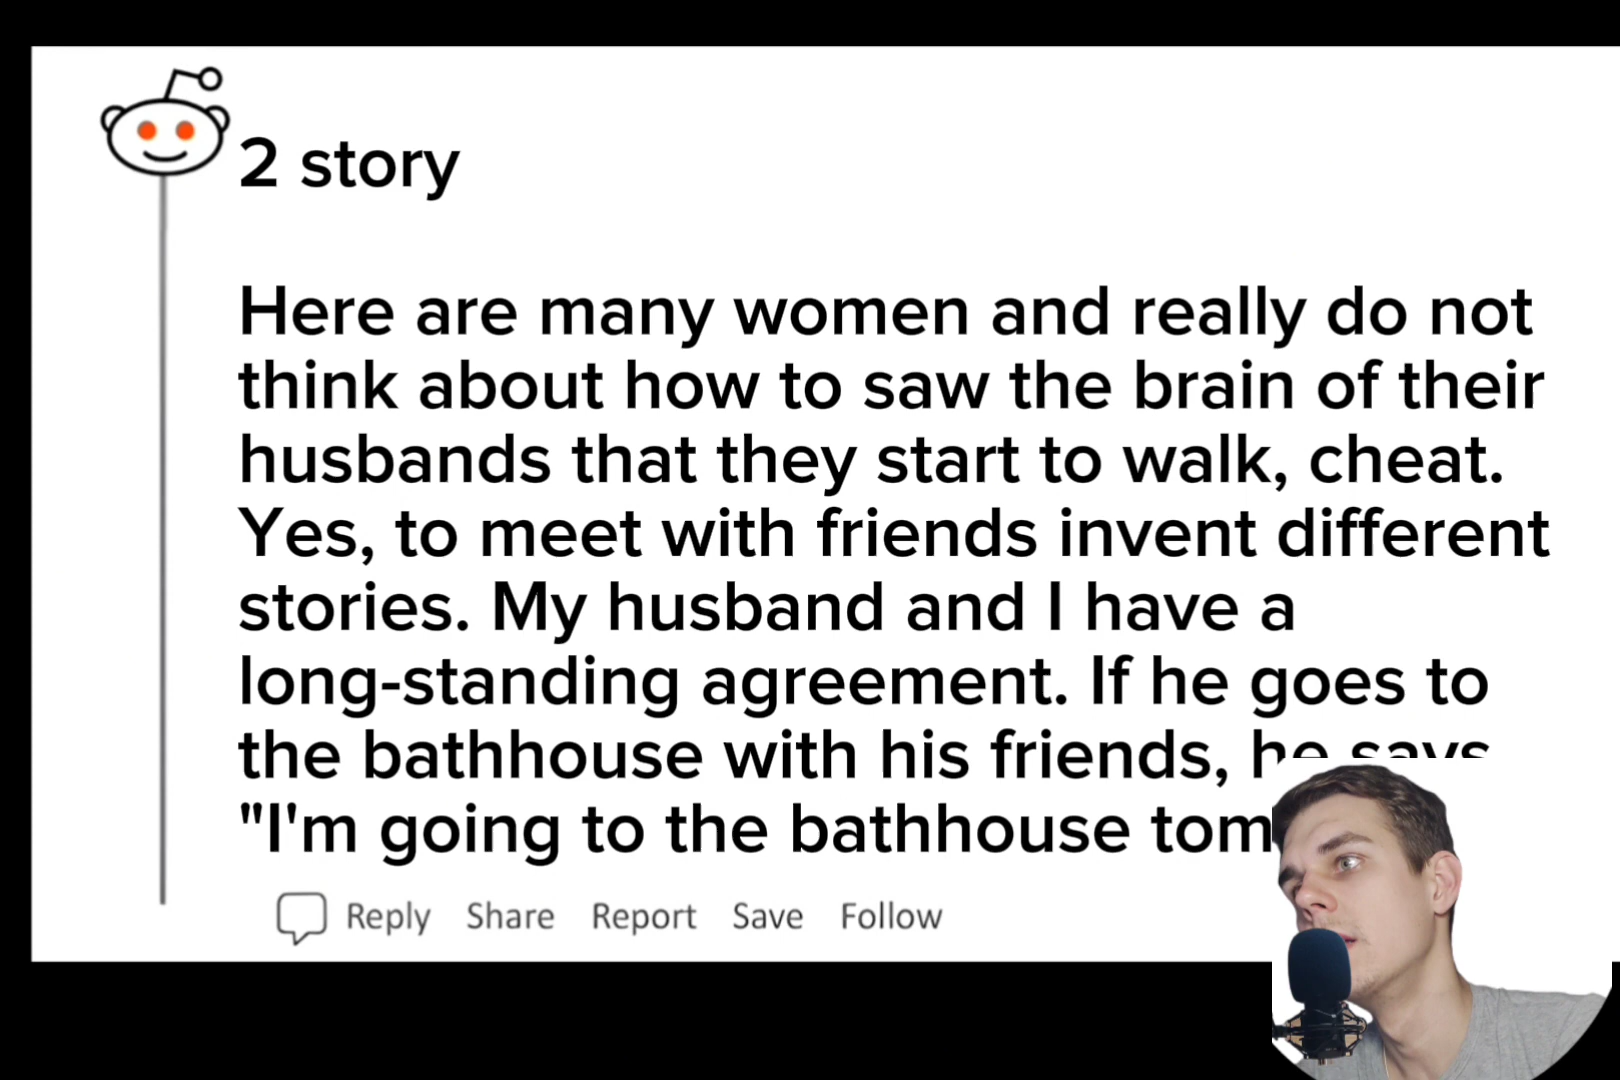 2 story
Here are many women and really do not
think about how to saw the brain of their
husbands that they start to walk, cheat.
Yes, to meet with friends invent different
stories. My husband and I have a
long-standing agreement. If he goes to
the bathhouse with his friends, he says
"I'm going to the bathhouse tom
Reply Share Report Save Follow